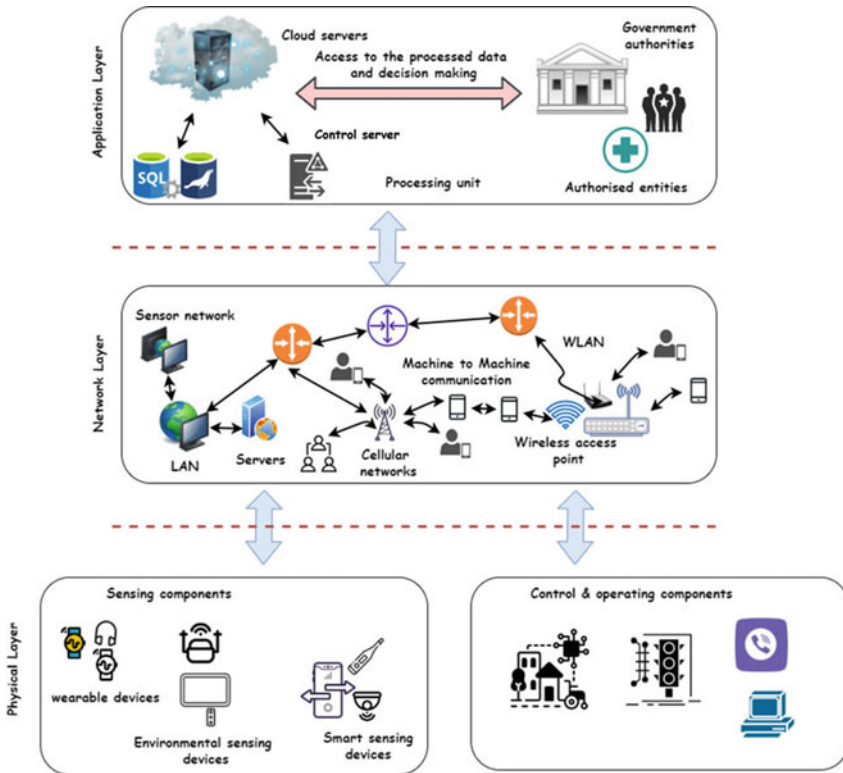 Application Layer
Cloud servers
Government
authorities
Access to the processed data
and decision making
Control server
SQL
Processing unit
Authorised entities
Network Layer
Sensor network
WLAN
Machine to Machine
communication
LAN
Servers
Cellular
networks
Wireless access
point
Physical Layer
Sensing components
wearable devices
Environmental sensing
devices
Smart sensing
devices
Control & operating components